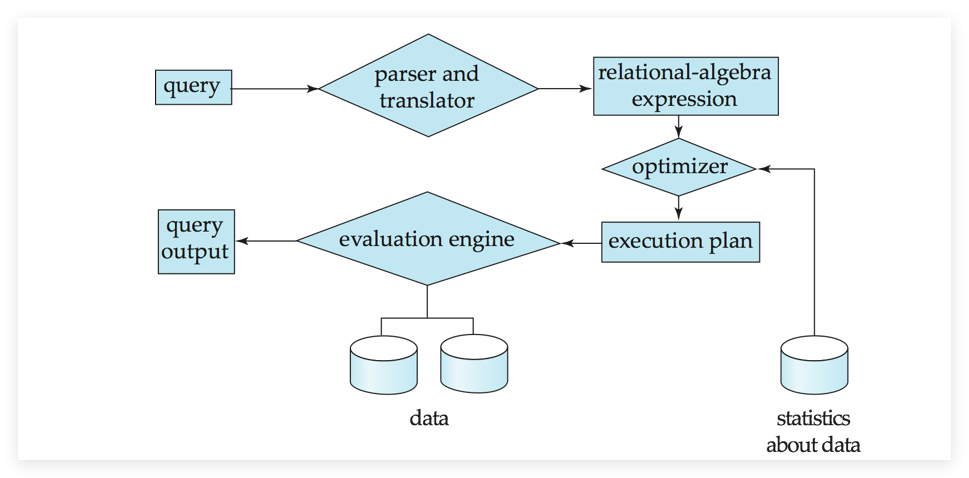 query
parser and
translator
relational-algebra
expression
optimizer
query
output
evaluation engine
execution plan
data
statistics
about data